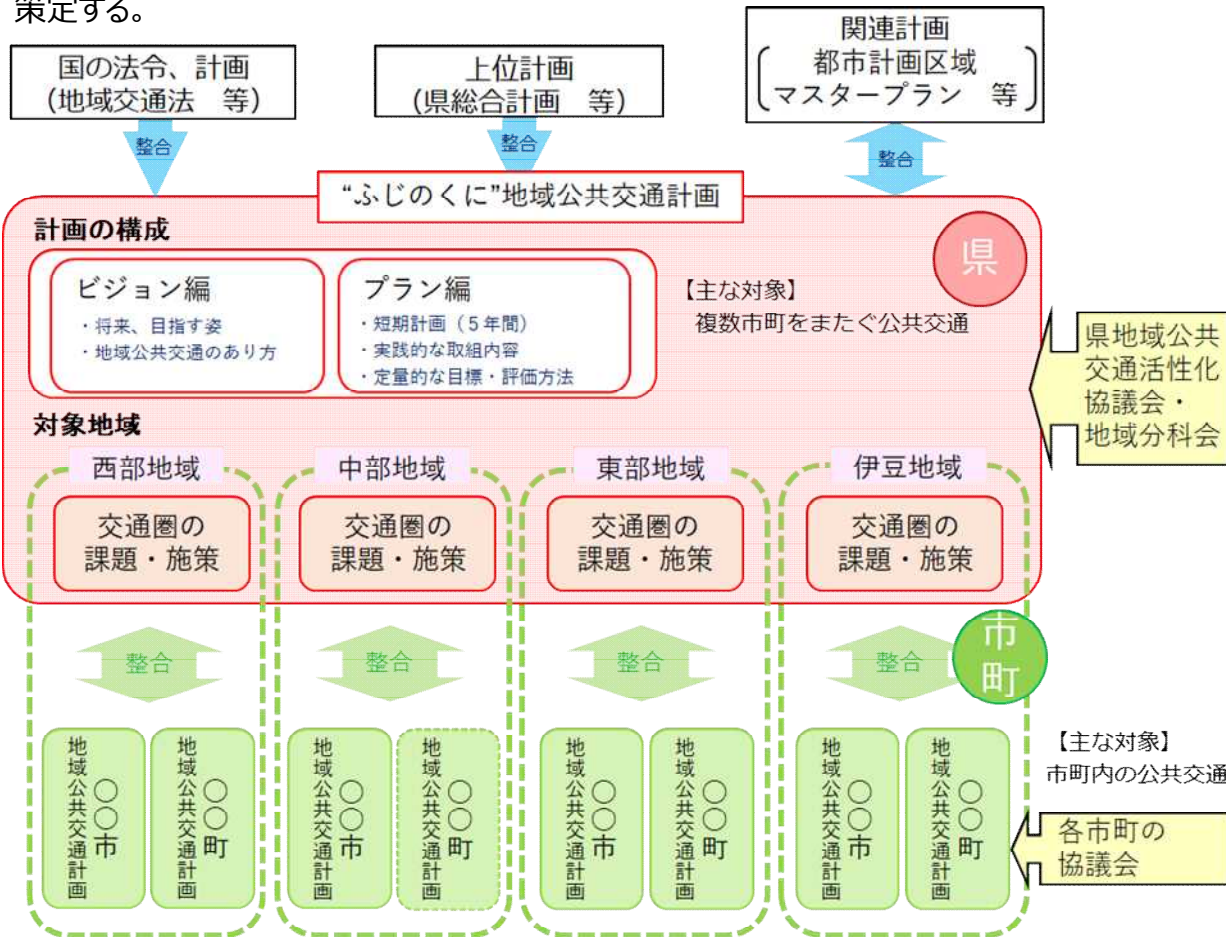 策定する。
国の法令、計画
(地域交通法　等)
上位計画
(県総合計画　等)
関連計画
都市計画区域
マスタープラン　等
整合
整合
整合
“ふじのくに”地域公共交通計画
計画の構成
県
ビジョン編
・将来、目指す姿
・地域公共交通のあり方
プラン編
・短期計画（５年間）
・実践的な取組内容
・定量的な目標・評価方法
【主な対象】
複数市町をまたぐ公共交通
県地域公共
交通活性化
協議会・
地域分科会
対象地域
西部地域
中部地域
東部地域
伊豆地域
交通圏の
課題・施策
交通圏の
課題・施策
交通圏の
課題・施策
交通圏の
課題・施策
整合
整合
整合
整合
市
町
〇〇市
地域公共交通計画
〇〇町
地域公共交通計画
〇〇市
地域公共交通計画
〇〇町
地域公共交通計画
〇〇市
地域公共交通計画
〇〇町
地域公共交通計画
〇〇市
地域公共交通計画
〇〇町
地域公共交通計画
【主な対象】
市町内の公共交通
各市町の
協議会